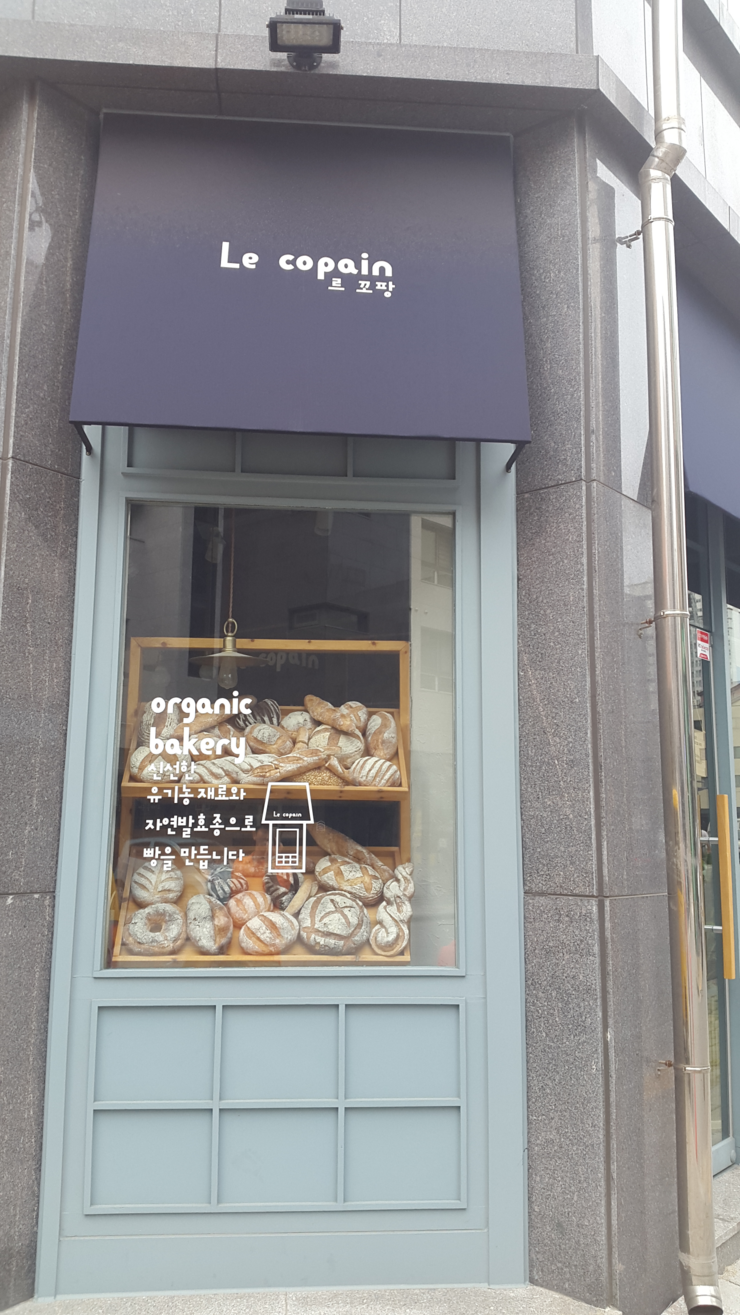 Le copain
르 꼬팡
organic
bakery
신선한
유기농 재료와
자연발효종으로
빵을 만듭니다
Le copain